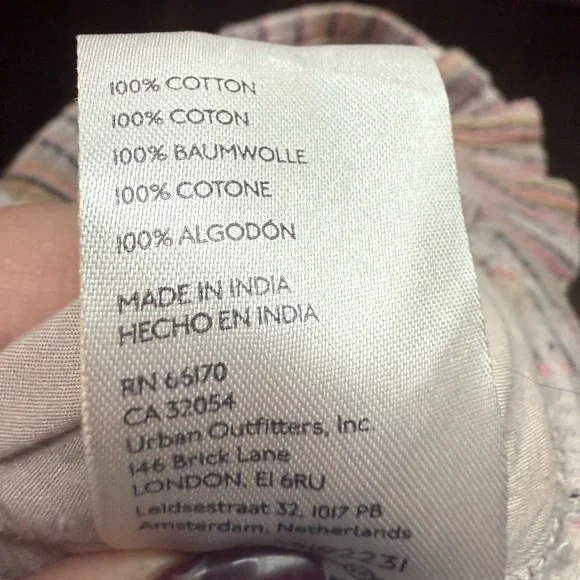 100% COTTON
100% COTON
100% BAUMWOLLE
100% COTONE
100% ALGODÓN
MADE IN INDIA
HECHO EN INDIA
RN 66170
CA 32054
Urban Outfitters, Inc
146 Brick Lane
LONDON, E1 6RU
Leidsestraat 32, 1017 PB
Amsterdam, Netherlands